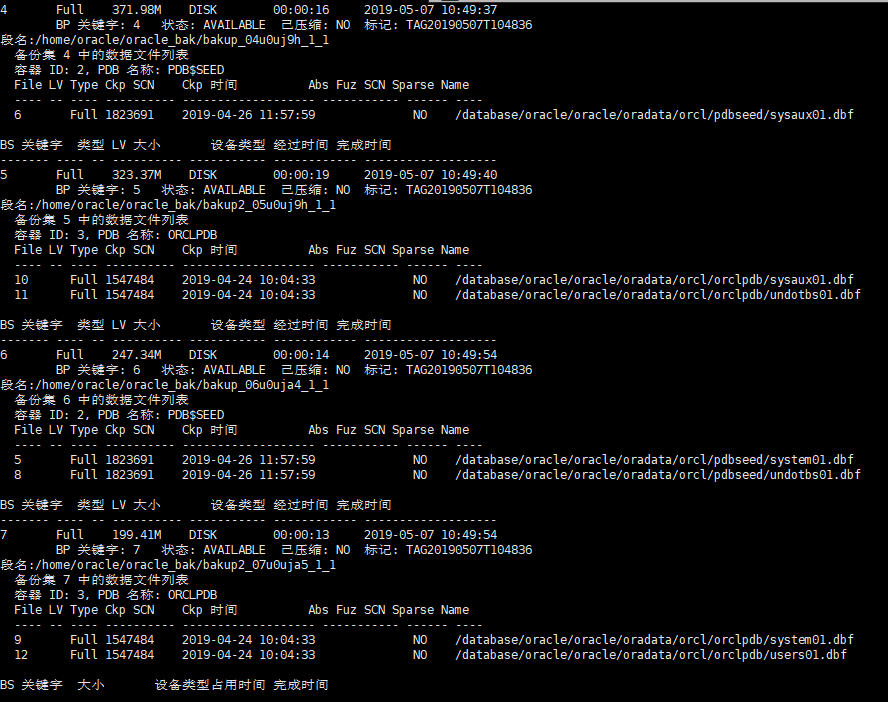 4       Full    371.98M    DISK        00:00:16     2019-05-07 10:49:37
        BP 关键字: 4   状态: AVAILABLE  已压缩: NO  标记: TAG20190507T104836
段名:/home/oracle/oracle_bak/bakup_04u0uj9h_1_1
  备份集 4 中的数据文件列表
  容器 ID: 2, PDB 名称: PDB$SEED
  File LV Type Ckp SCN    Ckp 时间          Abs Fuz SCN Sparse Name
  ---- -- ---- ---------- ------------------- ----------- ------ ----
  6       Full 1823691    2019-04-26 11:57:59              NO    /database/oracle/oracle/oradata/orcl/pdbseed/sysaux01.dbf
BS 关键字  类型 LV 大小       设备类型 经过时间 完成时间
------- ---- -- ---------- ----------- ------------ -------------------
5       Full    323.37M    DISK        00:00:19     2019-05-07 10:49:40
        BP 关键字: 5   状态: AVAILABLE  已压缩: NO  标记: TAG20190507T104836
段名:/home/oracle/oracle_bak/bakup2_05u0uj9h_1_1
  备份集 5 中的数据文件列表
  容器 ID: 3, PDB 名称: ORCLPDB
  File LV Type Ckp SCN    Ckp 时间          Abs Fuz SCN Sparse Name
  ---- -- ---- ---------- ------------------- ----------- ------ ----
  10      Full 1547484    2019-04-24 10:04:33              NO    /database/oracle/oracle/oradata/orcl/orclpdb/sysaux01.dbf
  11      Full 1547484    2019-04-24 10:04:33              NO    /database/oracle/oracle/oradata/orcl/orclpdb/undotbs01.dbf
BS 关键字  类型 LV 大小       设备类型 经过时间 完成时间
------- ---- -- ---------- ----------- ------------ -------------------
6       Full    247.34M    DISK        00:00:14     2019-05-07 10:49:54
        BP 关键字: 6   状态: AVAILABLE  已压缩: NO  标记: TAG20190507T104836
段名:/home/oracle/oracle_bak/bakup_06u0uja4_1_1
  备份集 6 中的数据文件列表
  容器 ID: 2, PDB 名称: PDB$SEED
  File LV Type Ckp SCN    Ckp 时间          Abs Fuz SCN Sparse Name
  ---- -- ---- ---------- ------------------- ----------- ------ ----
  5       Full 1823691    2019-04-26 11:57:59              NO    /database/oracle/oracle/oradata/orcl/pdbseed/system01.dbf
  8       Full 1823691    2019-04-26 11:57:59              NO    /database/oracle/oracle/oradata/orcl/pdbseed/undotbs01.dbf
BS 关键字  类型 LV 大小       设备类型 经过时间 完成时间
------- ---- -- ---------- ----------- ------------ -------------------
7       Full    199.41M    DISK        00:00:13     2019-05-07 10:49:54
        BP 关键字: 7   状态: AVAILABLE  已压缩: NO  标记: TAG20190507T104836
段名:/home/oracle/oracle_bak/bakup2_07u0uja5_1_1
  备份集 7 中的数据文件列表
  容器 ID: 3, PDB 名称: ORCLPDB
  File LV Type Ckp SCN    Ckp 时间          Abs Fuz SCN Sparse Name
  ---- -- ---- ---------- ------------------- ----------- ------ ----
  9       Full 1547484    2019-04-24 10:04:33              NO    /database/oracle/oracle/oradata/orcl/orclpdb/system01.dbf
  12      Full 1547484    2019-04-24 10:04:33              NO    /database/oracle/oracle/oradata/orcl/orclpdb/users01.dbf
BS 关键字  大小       设备类型占用时间 完成时间